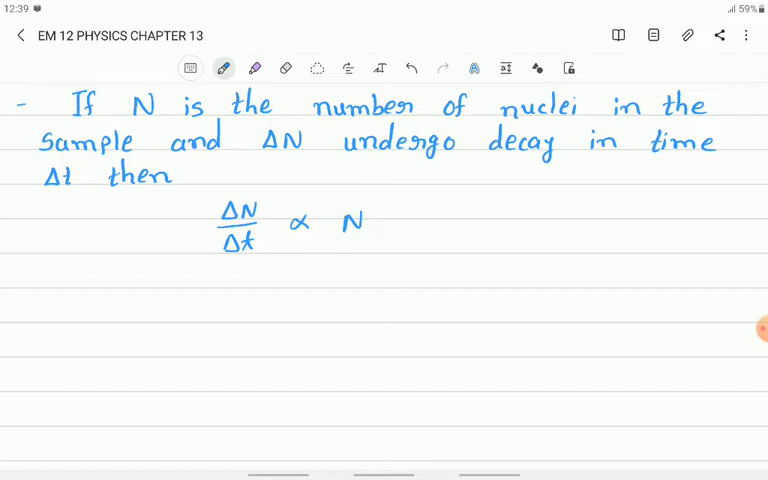 12:39
59%
EM 12 PHYSICS CHAPTER 13
- If N is the number of nuclei in the
sample and ΔN undergo decay in time
Δt then
ΔN/Δt ∝ N